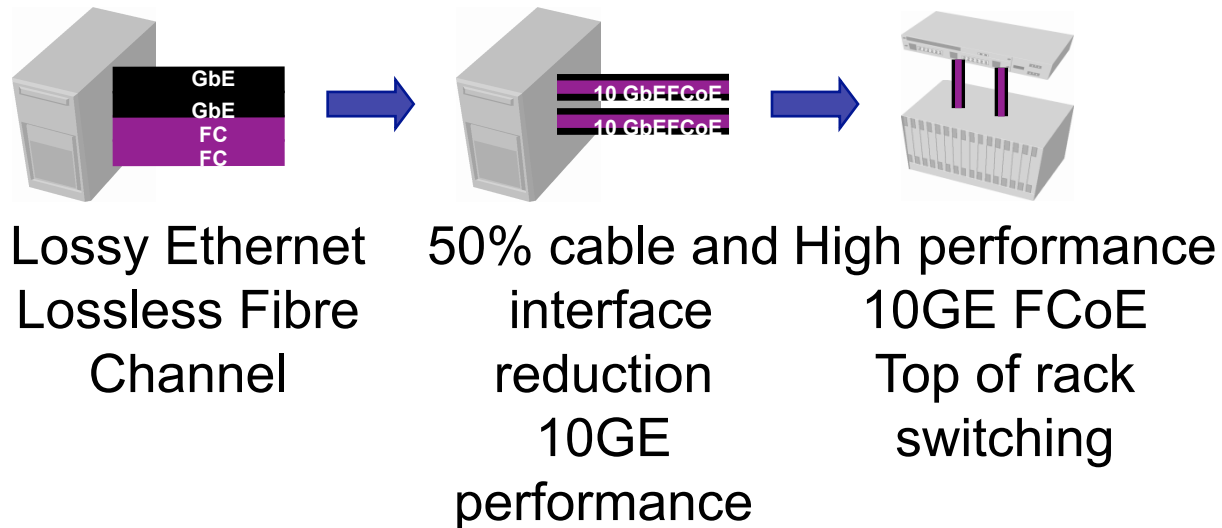 GbE
GbE
FC
FC
10 GbEFCoE
10 GbEFCoE
Lossy Ethernet
Lossless Fibre
Channel
50% cable and
interface
reduction
10GE
performance
High performance
10GE FCoE
Top of rack
switching